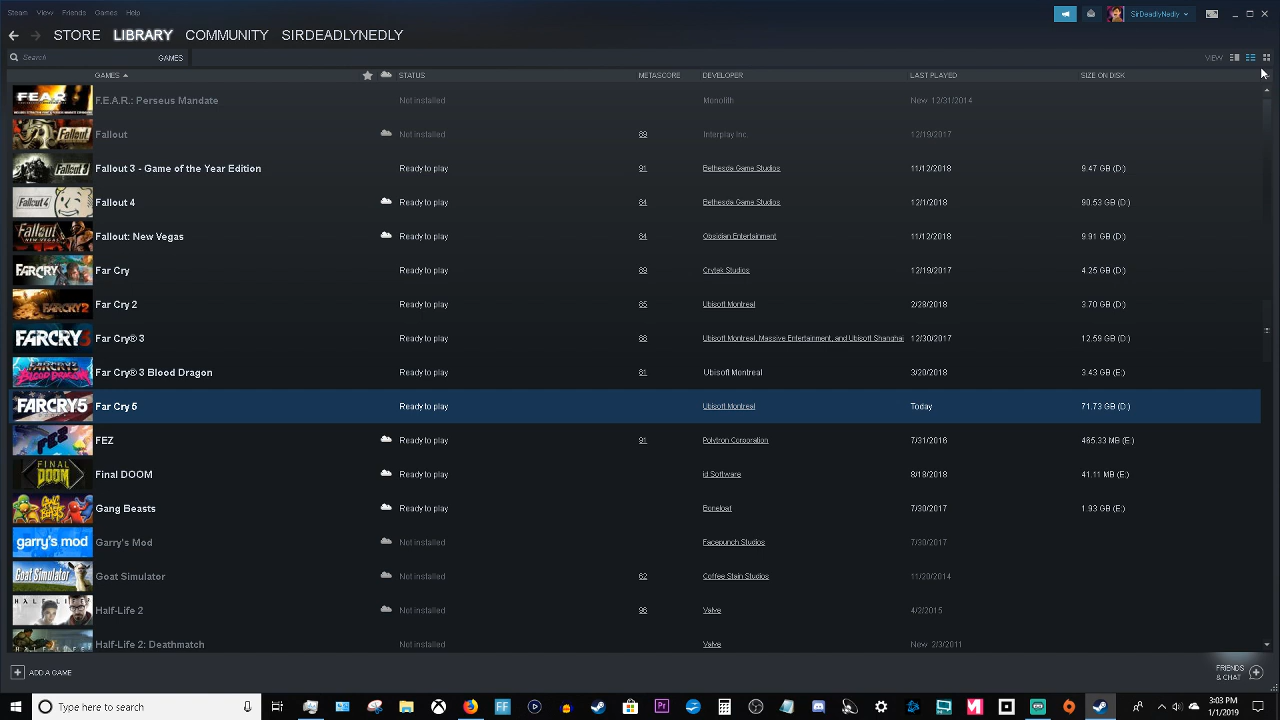 Steam View Friends Games Help
SIRDEADLYNEDLY
STORE LIBRARY COMMUNITY SIRDEADLYNEDLY
Search GAMES VIEW
GAMES STATUS METASCORE DEVELOPER LAST PLAYED SIZE ON DISK
F.E.A.R.: Perseus Mandate Not installed Monolith New 12/31/2014
Fallout Not installed 89 Interplay Inc. 12/19/2017
Fallout 3 - Game of the Year Edition Ready to play 91 Bethesda Game Studios 11/12/2018 9.47 GB (D:)
Fallout 4 Ready to play 84 Bethesda Game Studios 12/1/2018 90.53 GB (D:)
Fallout: New Vegas Ready to play 84 Obsidian Entertainment 11/12/2018 9.91 GB (D:)
Far Cry Ready to play 89 Crytek Studios 12/19/2017 4.25 GB (D:)
Far Cry 2 Ready to play 85 Ubisoft Montreal 2/28/2018 3.70 GB (D:)
Far Cry® 3 Ready to play 88 Ubisoft Montreal, Massive Entertainment, and Ubisoft Shanghai 12/30/2017 12.59 GB (D:)
Far Cry® 3 Blood Dragon Ready to play 81 Ubisoft Montreal 3/20/2018 3.43 GB (E:)
Far Cry 5 Ready to play Ubisoft Montreal Today 71.73 GB (D:)
FEZ Ready to play 91 Polytron Corporation 7/31/2018 485.33 MB (E:)
Final DOOM Ready to play id Software 8/18/2018 41.11 MB (E:)
Gang Beasts Ready to play Boneloaf 7/30/2017 1.93 GB (E:)
Garry's Mod Not installed Facepunch Studios 7/30/2017
Goat Simulator Not installed 62 Coffee Stain Studios 11/20/2014
Half-Life 2 Not installed 96 Valve 4/2/2015
Half-Life 2: Deathmatch Not installed Valve New 2/3/2011
ADD A GAME
FRIENDS & CHAT
Type here to search
3:03 PM
1/1/2019